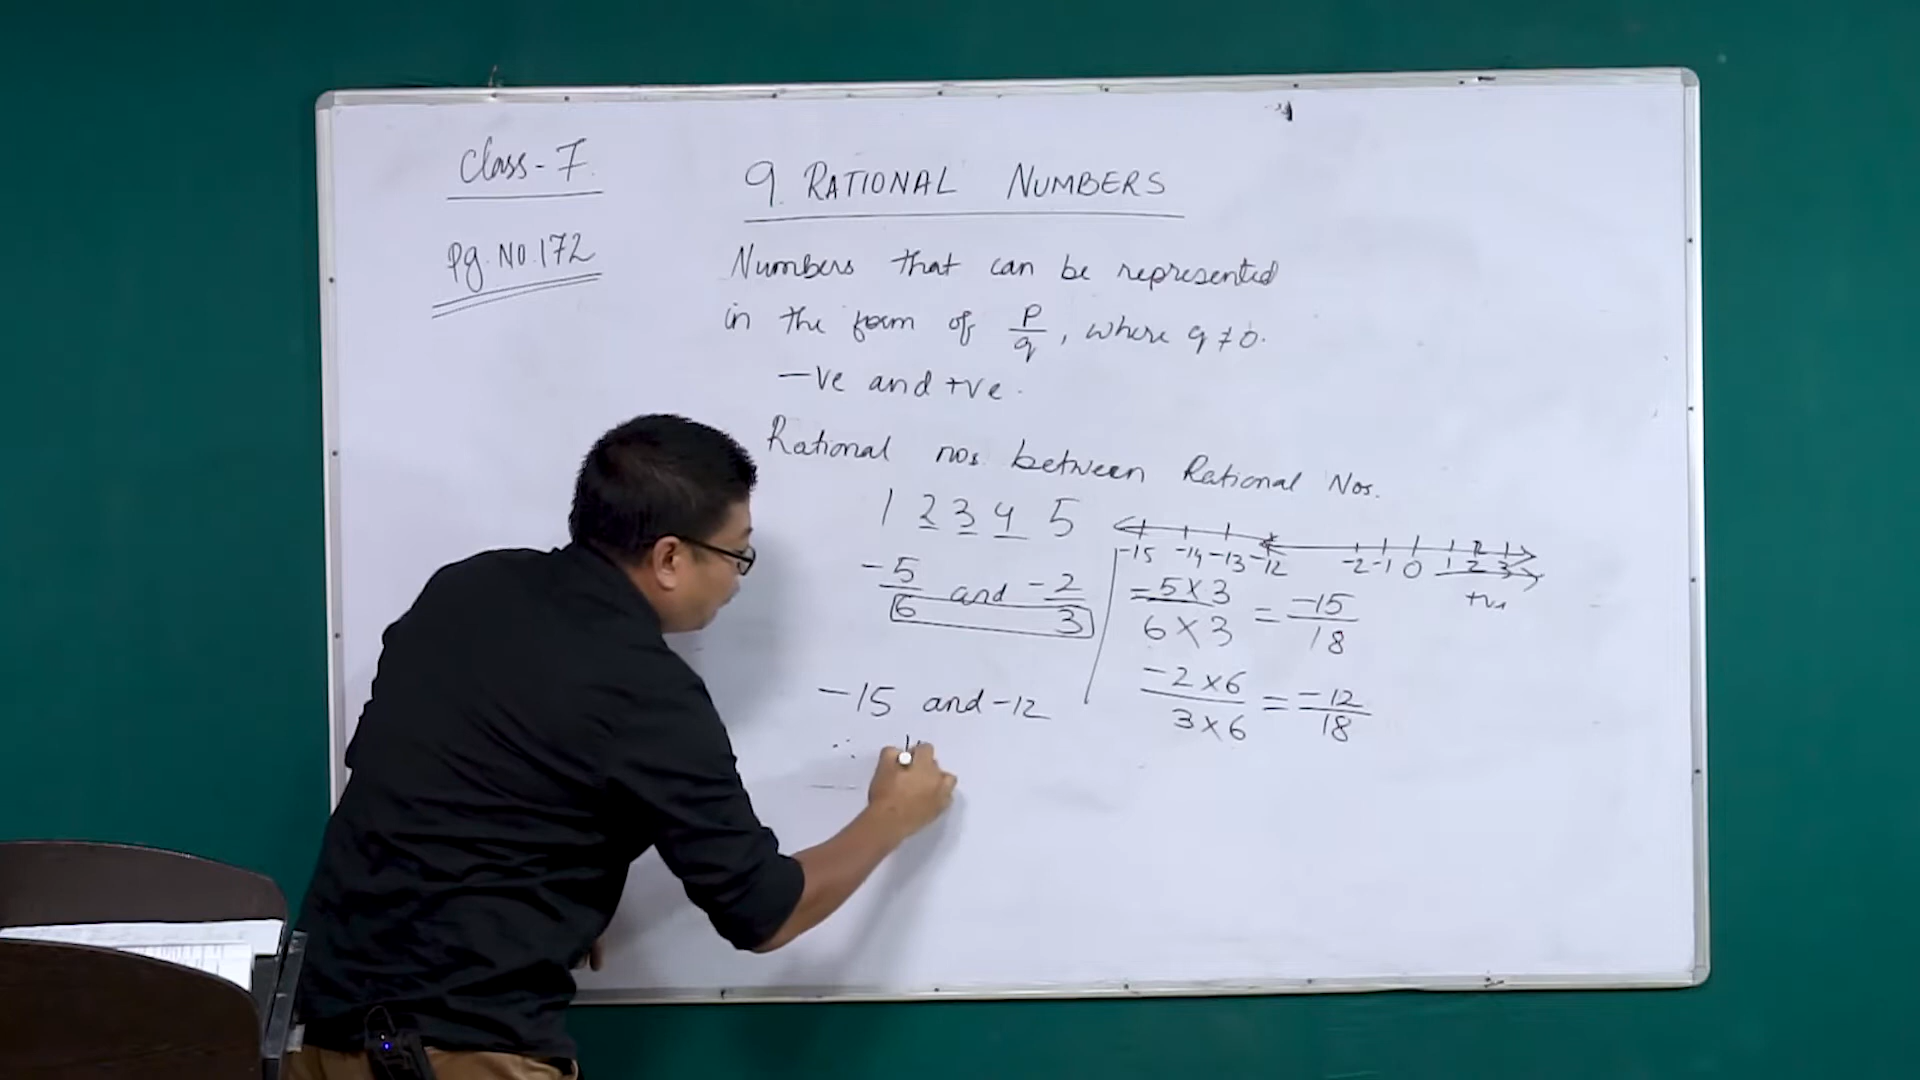 Class-7.
Pg. No. 172
9. RATIONAL NUMBERS
Numbers that can be represented
in the form of p/q, where q ≠ 0.
-ve and +ve.
Rational nos. between Rational Nos.
1 2 3 4 5
-15 -14 -13 -12 -2 -1 0 1 2 3
+ve
-5/6 and -2/3
-5×3/6×3 = -15/18
-2×6/3×6 = -12/18
-15 and -12
∴